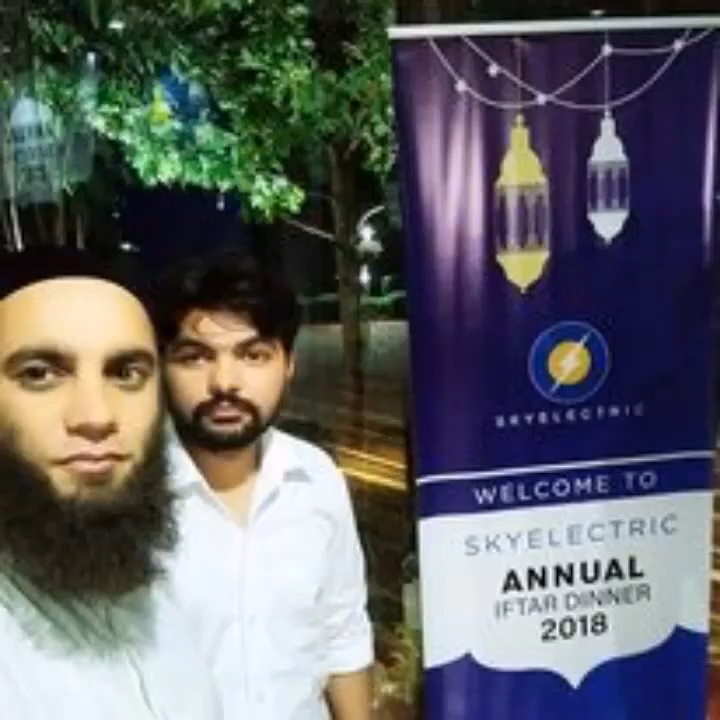 SKYELECTRIC
WELCOME TO
SKYELECTRIC
ANNUAL
IFTAR DINNER
2018